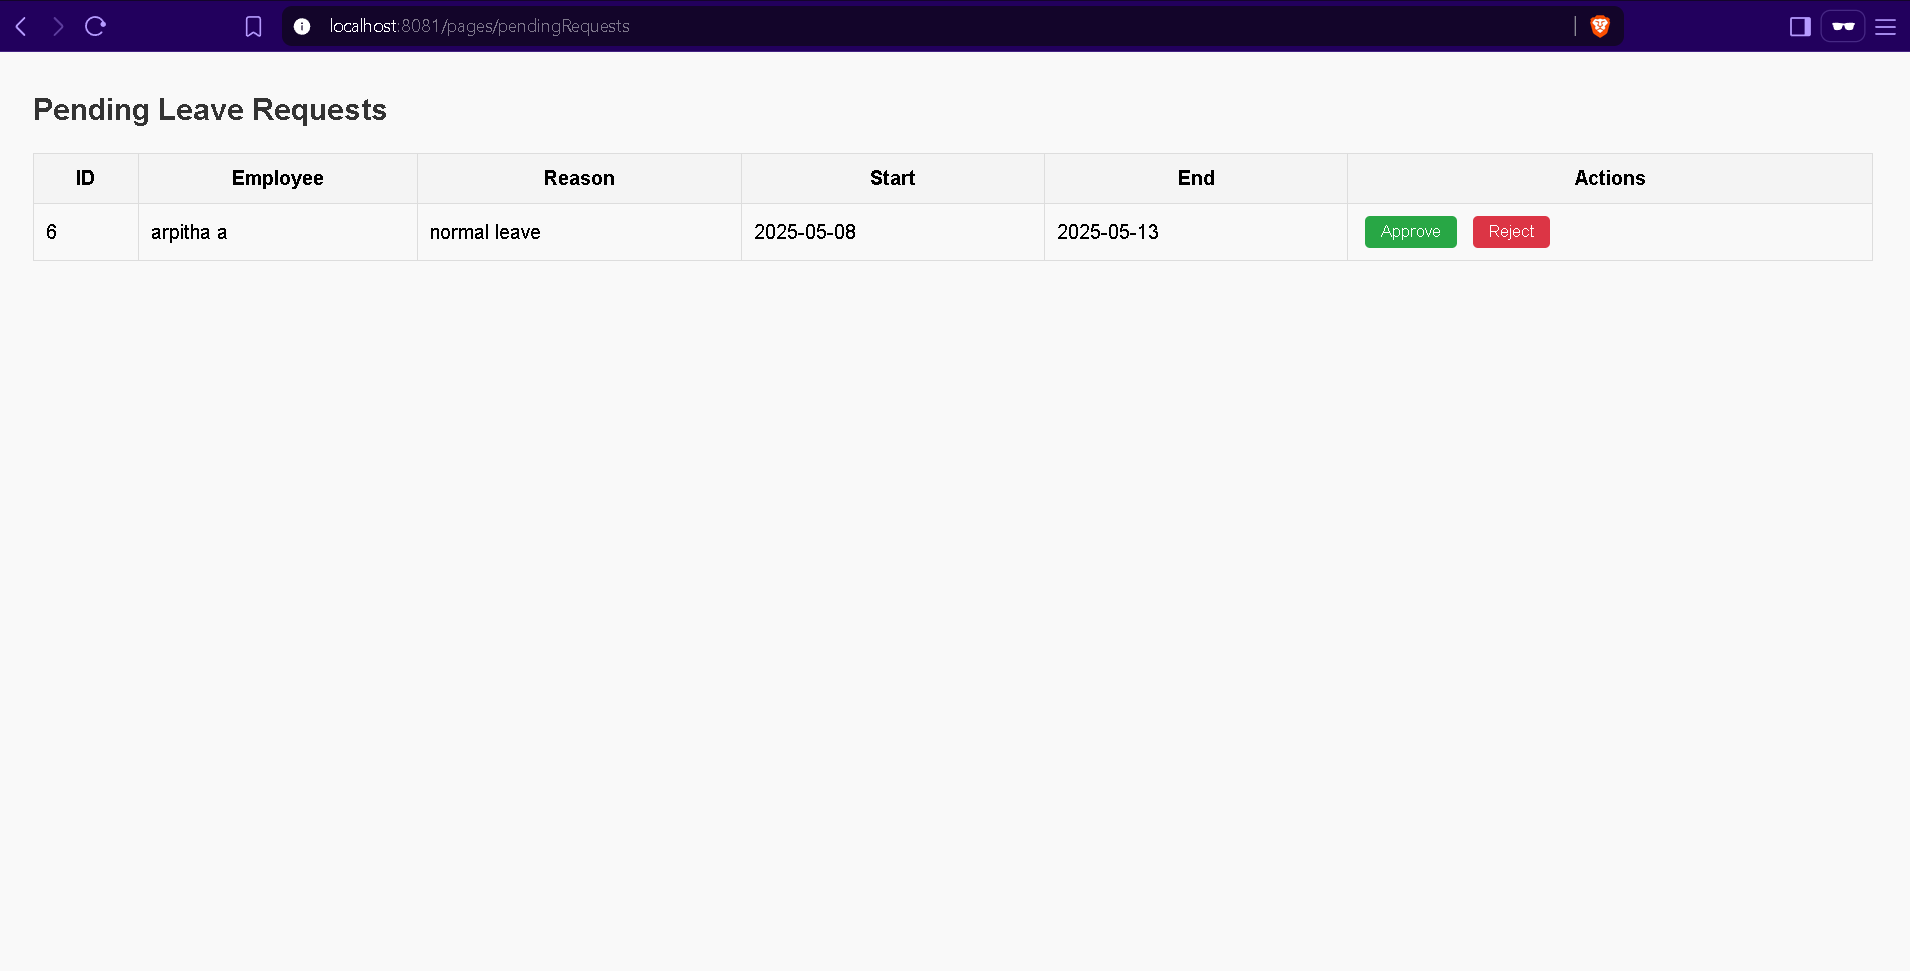 localhost:8081/pages/pendingRequests
Pending Leave Requests
ID Employee Reason Start End Actions
6 arpitha a normal leave 2025-05-08 2025-05-13 Approve Reject